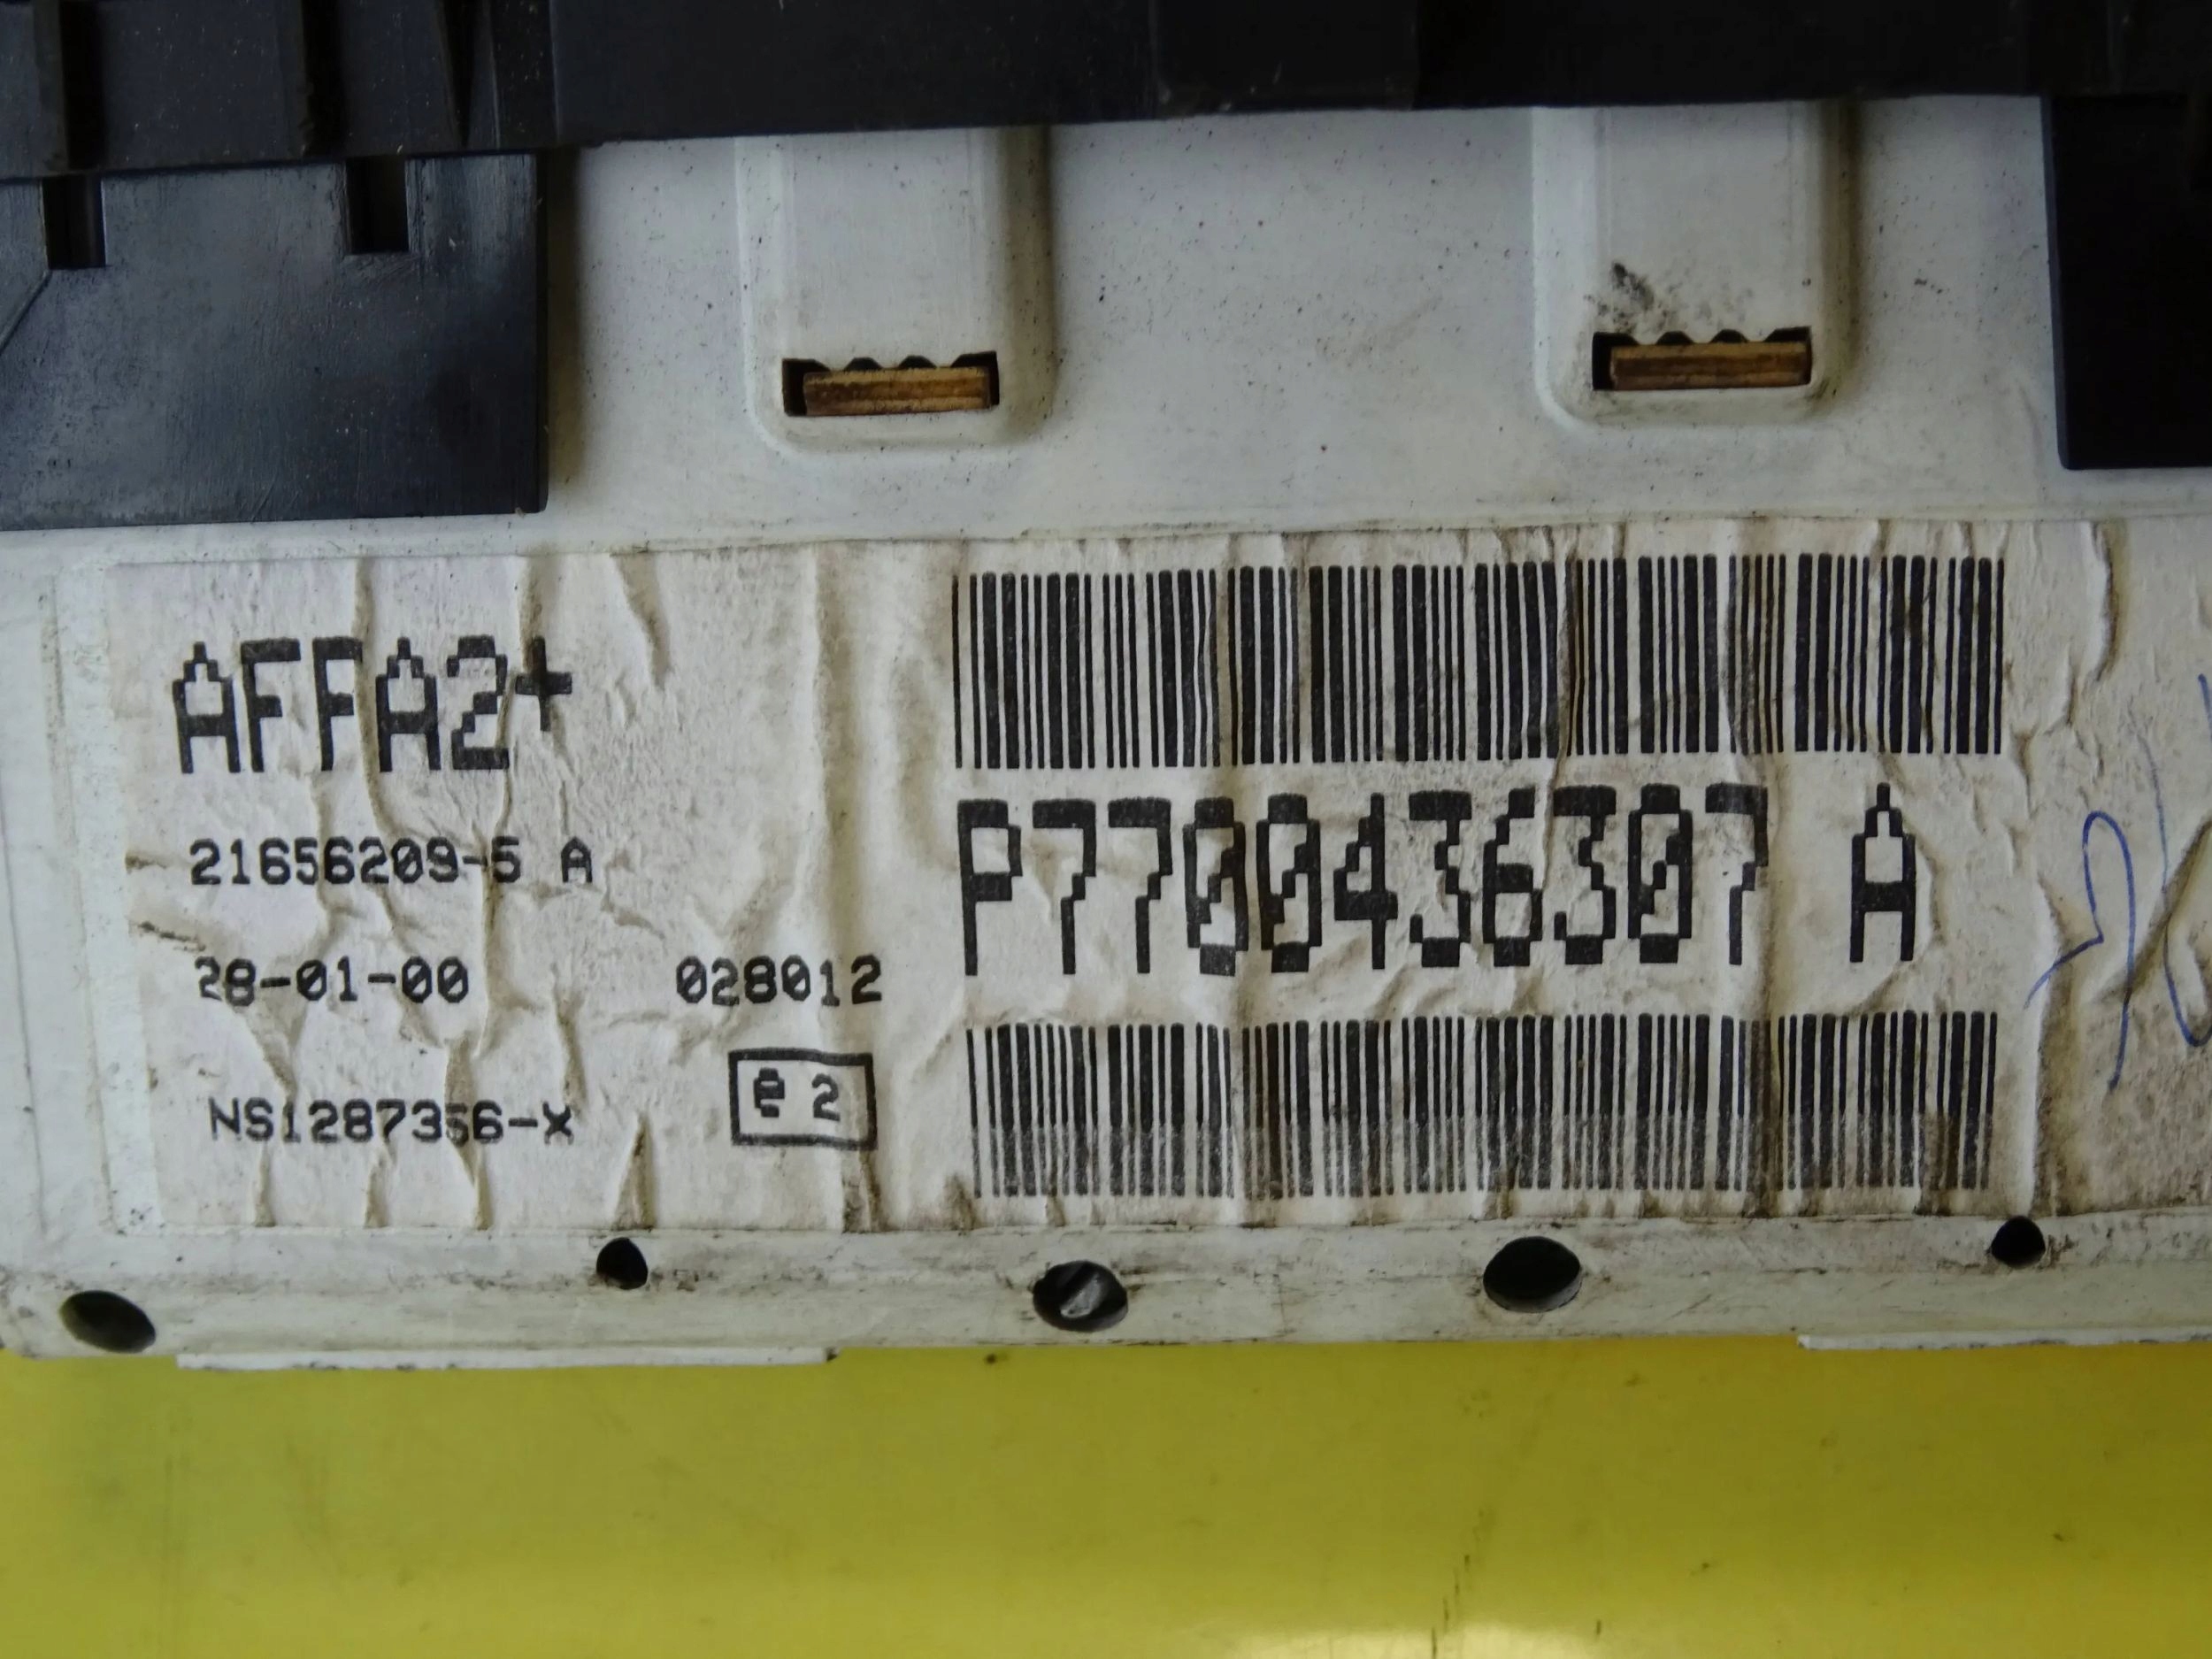 AFFA2+
21656209-5 A
28-01-00 028012
NS1287356-X
e 2
P7700436307 A